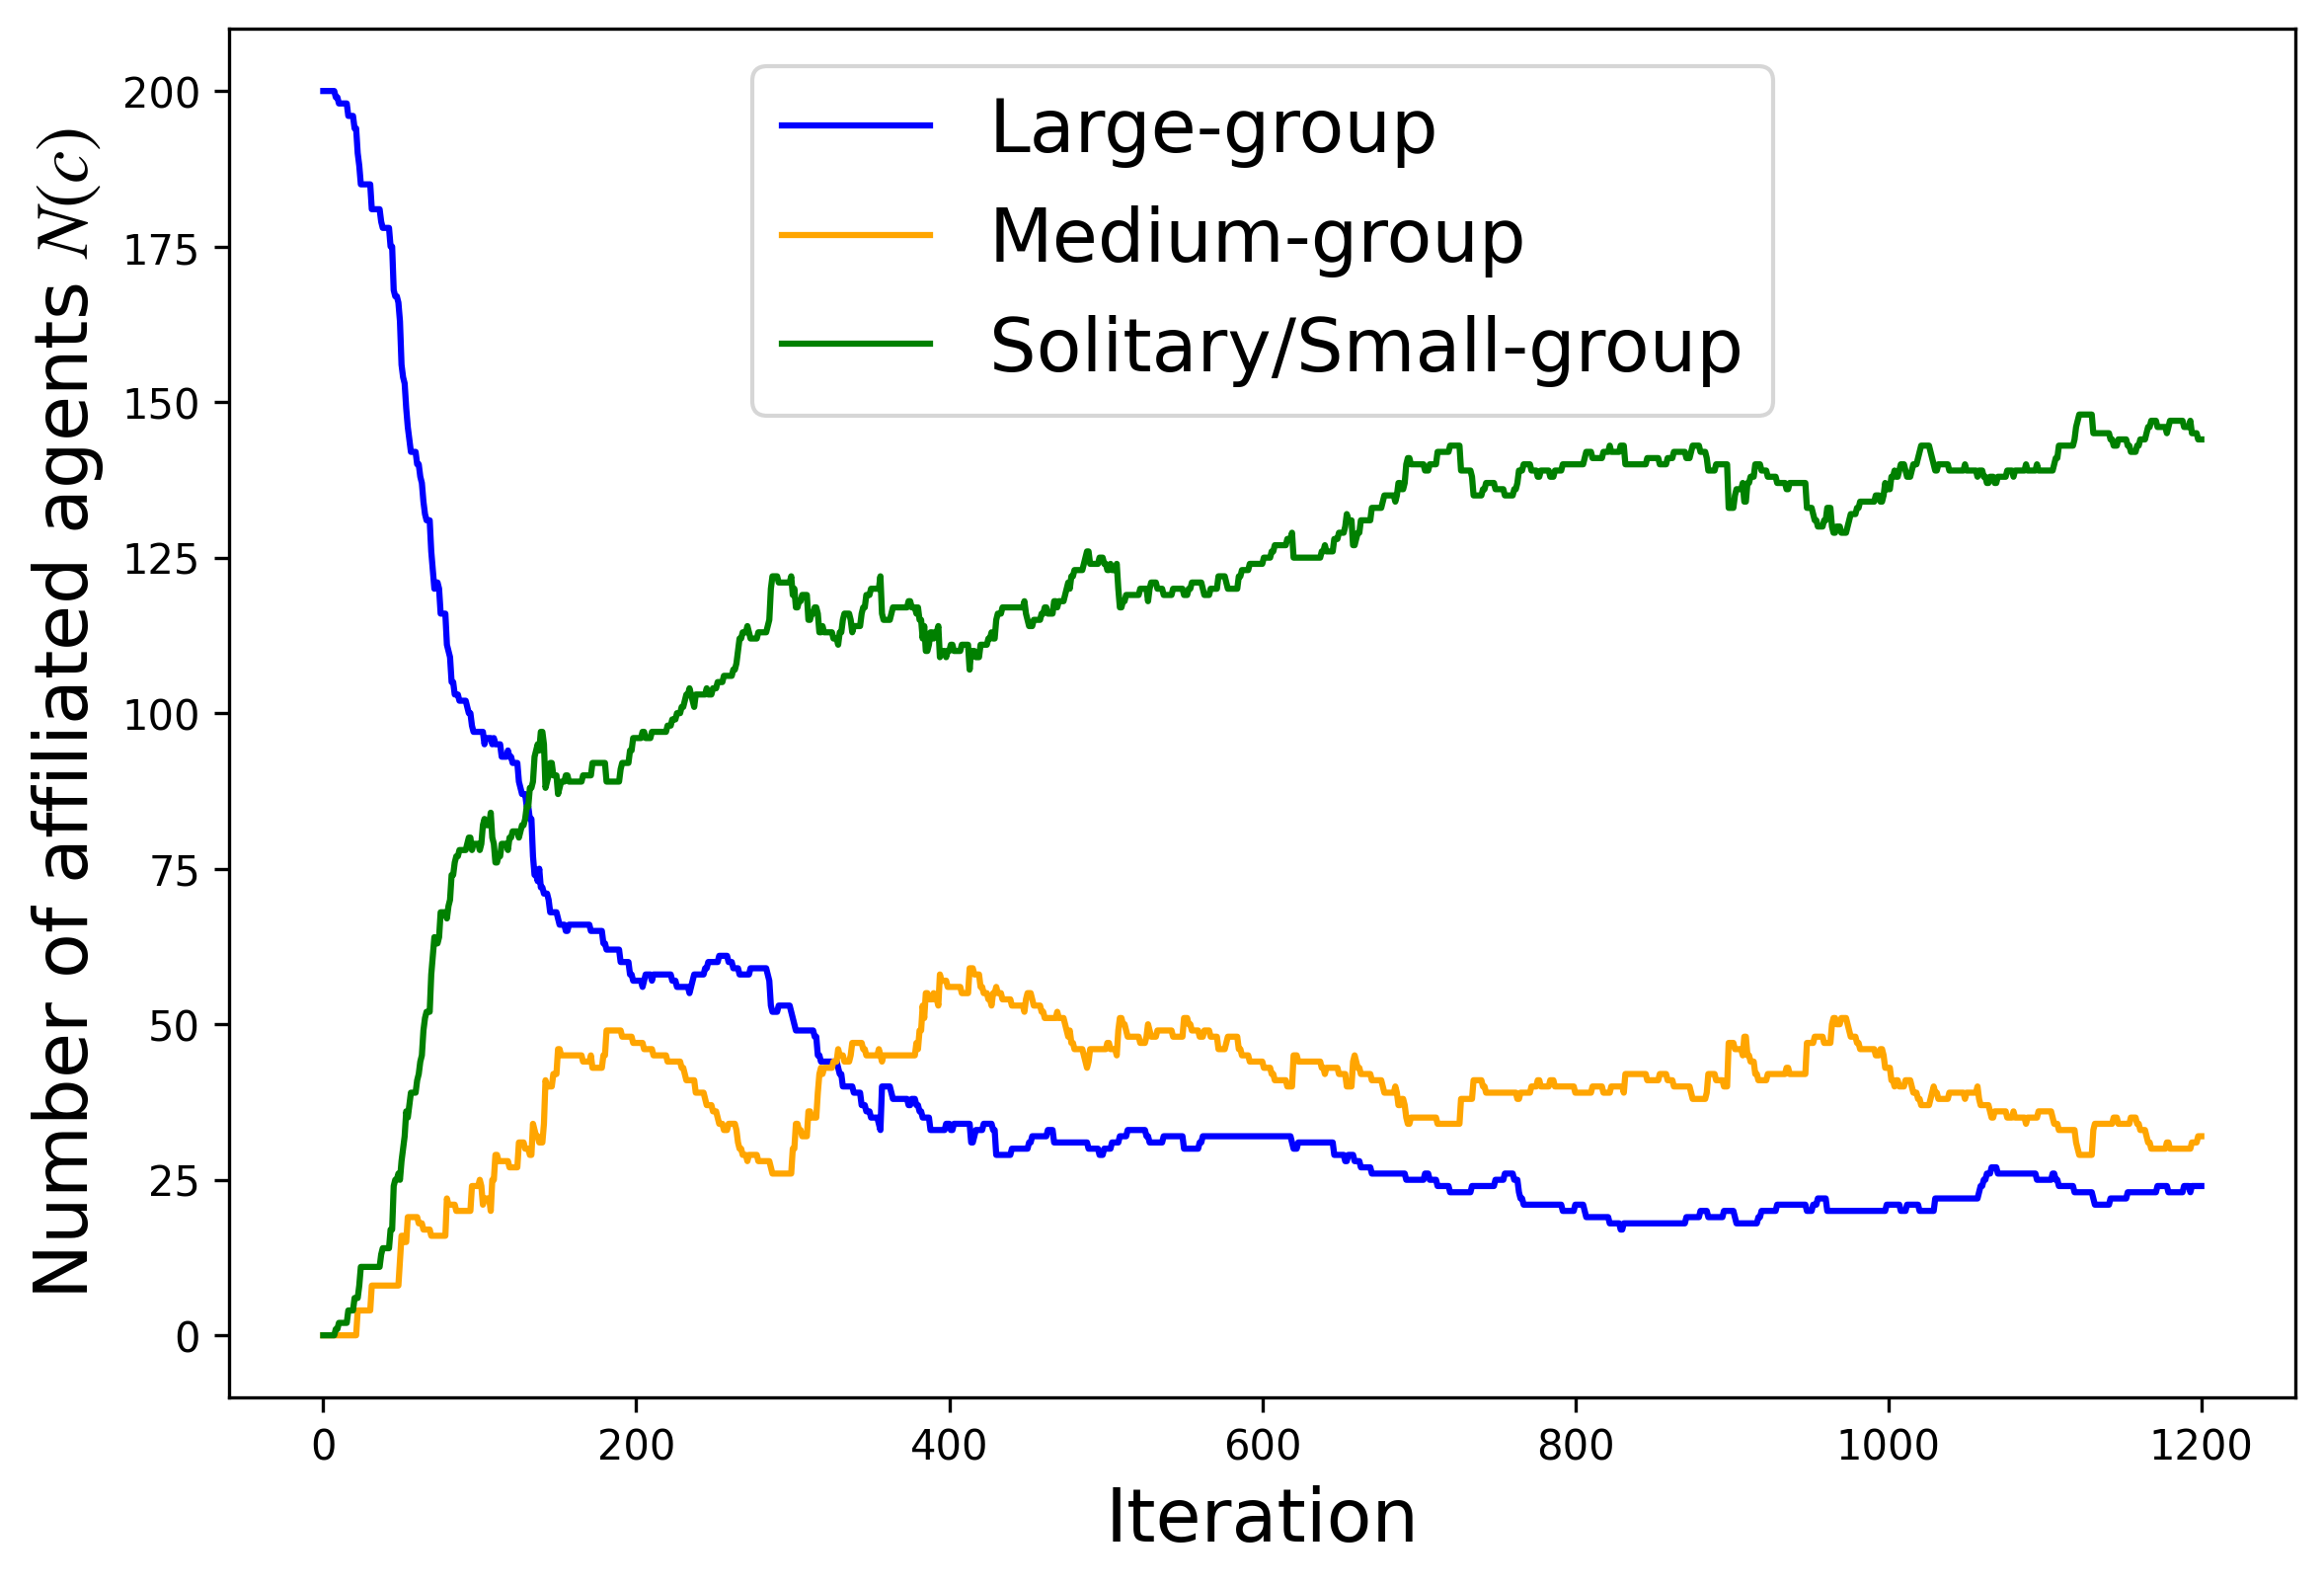 Number of affiliated agents N(c)
200
175
150
125
100
75
50
25
0
Large-group
Medium-group
Solitary/Small-group
0 200 400 600 800 1000 1200
Iteration